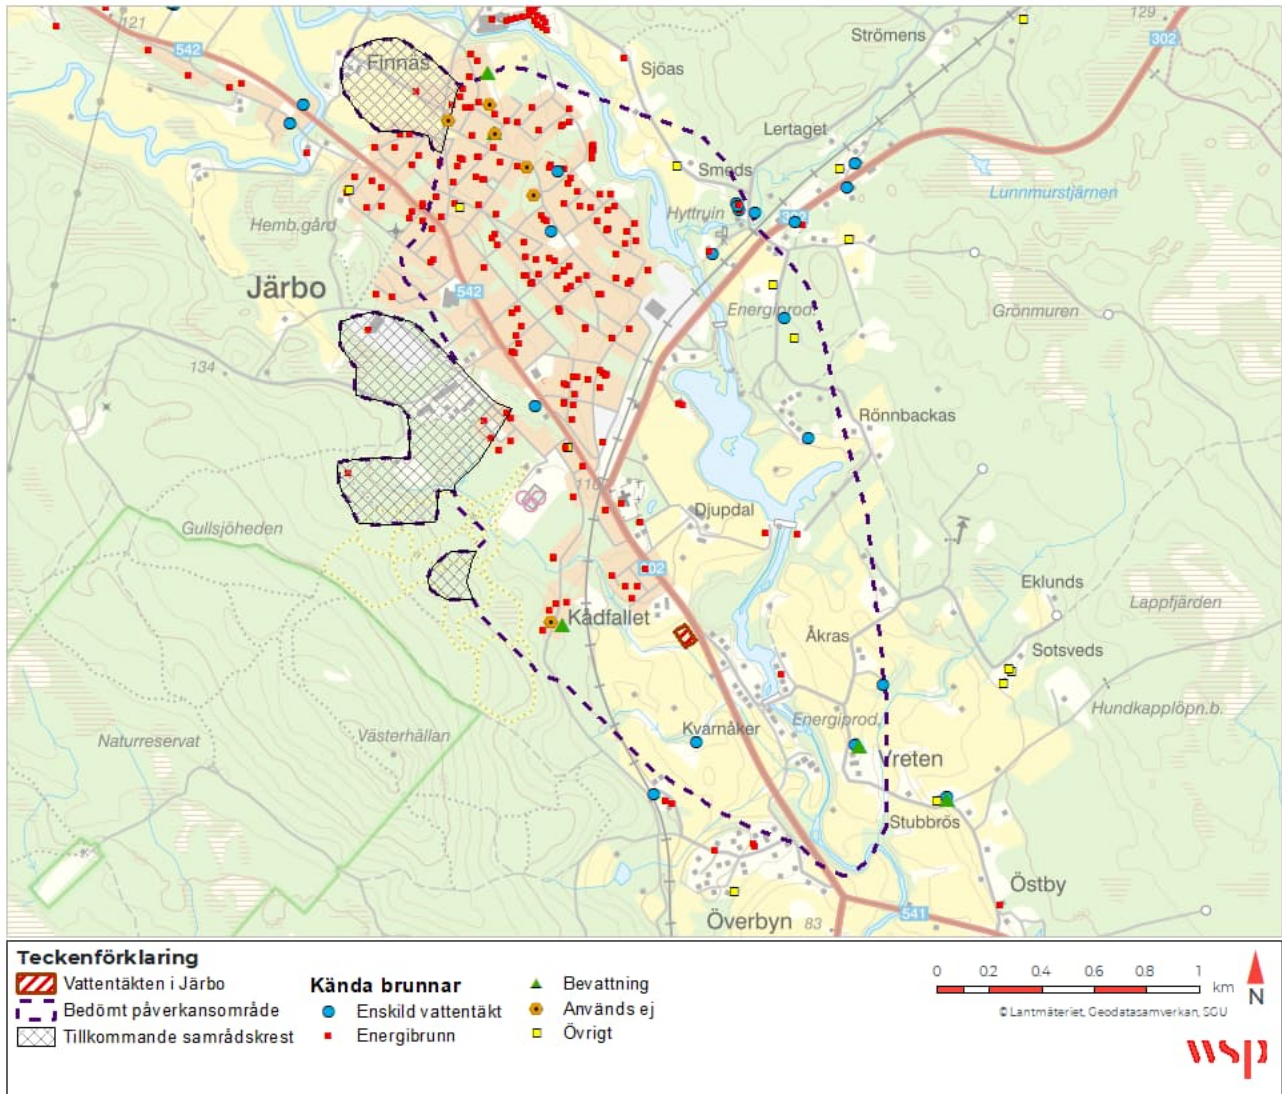 121
129
542
Finnäs
Sjöas
Strömens
302
Lertaget
Smeds
Lunnmurstjärnen
Hyttruin
Hemb.gård
Järbo
542
Energiprod.
Grönmuren
134
Rönnbackas
Gullsjöheden
Djupdal
Eklunds
Lappfjärden
Kådfallet
Åkras
Sotsveds
Naturreservat
Västerhällan
Kvarnåker
Energiprod.
Hundkapplöpn.b.
Vreten
Stubbrös
Östby
Överbyn
83
541
Teckenförklaring
Vattentäkten i Järbo
Bedömt påverkansområde
Tillkommande samrådskrest
Kända brunnar
Enskild vattentäkt
Energibrunn
Bevattning
Används ej
Övrigt
0 0.2 0.4 0.6 0.8 1
km
N
© Lantmäteriet, Geodatasamverkan, SGU
wsp